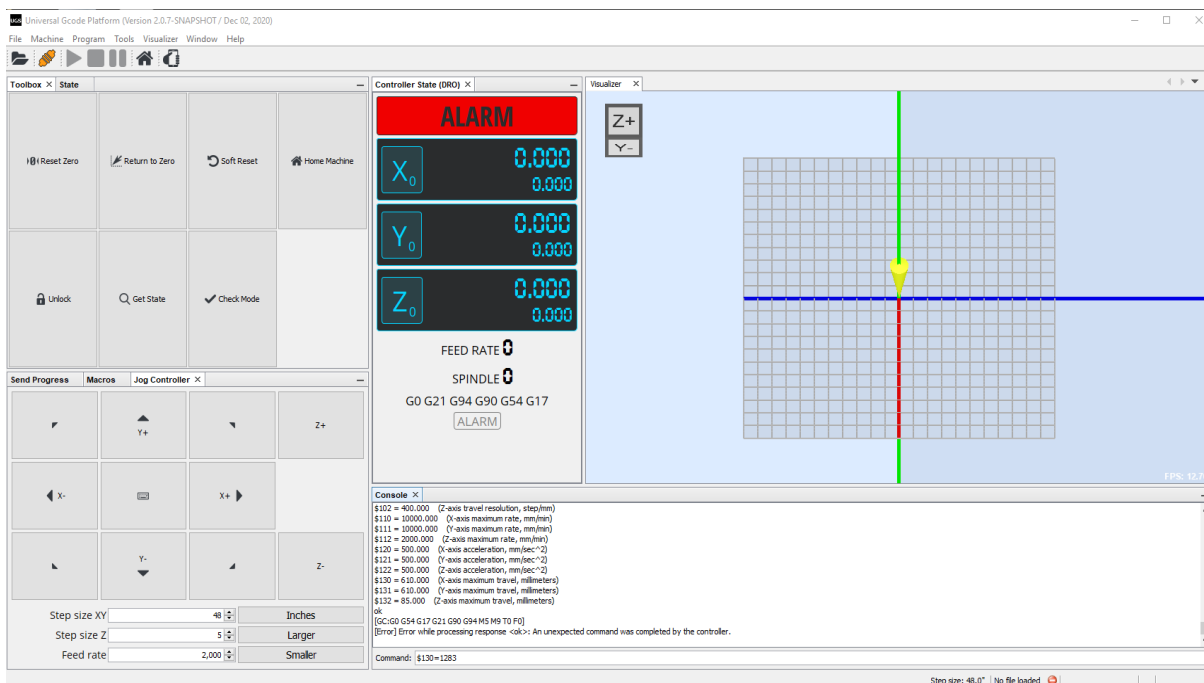 UGS Universal Gcode Platform (Version 2.0.7-SNAPSHOT / Dec 02, 2020)
File Machine Program Tools Visualizer Window Help
Toolbox × State
Reset Zero
Return to Zero
Soft Reset
Home Machine
Unlock
Get State
Check Mode
Send Progress Macros Jog Controller ×
Y+
Z+
X-
X+
Y-
Z-
Step size XY 48 Inches
Step size Z 5 Larger
Feed rate 2,000 Smaller
Controller State (DRO) ×
ALARM
X0 0.000
0.000
Y0 0.000
0.000
Z0 0.000
0.000
FEED RATE 0
SPINDLE 0
G0 G21 G94 G90 G54 G17
ALARM
Visualizer ×
Z+
Y-
FPS: 12.7
Console ×
$102 = 400.000 (Z-axis travel resolution, step/mm)
$110 = 10000.000 (X-axis maximum rate, mm/min)
$111 = 10000.000 (Y-axis maximum rate, mm/min)
$112 = 2000.000 (Z-axis maximum rate, mm/min)
$120 = 500.000 (X-axis acceleration, mm/sec^2)
$121 = 500.000 (Y-axis acceleration, mm/sec^2)
$122 = 500.000 (Z-axis acceleration, mm/sec^2)
$130 = 610.000 (X-axis maximum travel, millimeters)
$131 = 610.000 (Y-axis maximum travel, millimeters)
$132 = 85.000 (Z-axis maximum travel, millimeters)
ok
[GC:G0 G54 G17 G21 G90 G94 M5 M9 T0 F0]
[Error] Error while processing response <ok>: An unexpected command was completed by the controller.
Command: $130=1283
Step size: 48.0" No file loaded